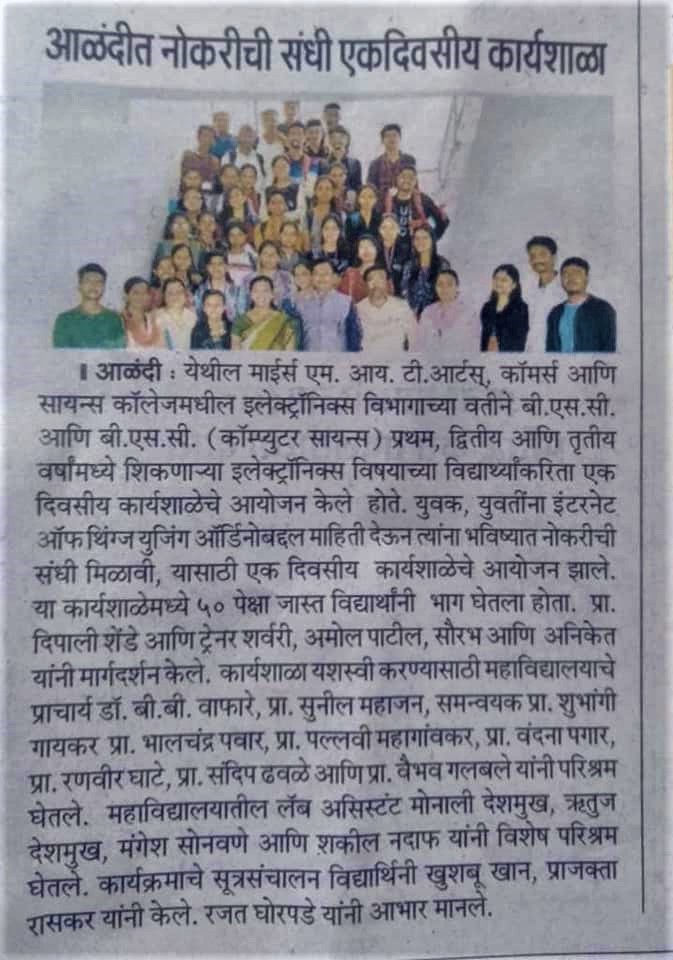 आळंदीत नोकरीची संधी एकदिवसीय कार्यशाळा
॥ आळंदी : येथील माईर्स एम. आय. टी.आर्टस्, कॉमर्स आणि
सायन्स कॉलेजमधील इलेक्ट्रॉनिक्स विभागाच्या वतीने बी.एस.सी.
आणि बी.एस.सी. (कॉम्प्युटर सायन्स) प्रथम, द्वितीय आणि तृतीय
वर्षांमध्ये शिकणाऱ्या इलेक्ट्रॉनिक्स विषयाच्या विद्यार्थ्यांकरिता एक
दिवसीय कार्यशाळेचे आयोजन केले होते. युवक, युवतींना इंटरनेट
ऑफ थिंग्ज युजिंग ऑर्डिनोबद्दल माहिती देऊन त्यांना भविष्यात नोकरीची
संधी मिळावी, यासाठी एक दिवसीय कार्यशाळेचे आयोजन झाले.
या कार्यशाळेमध्ये ५० पेक्षा जास्त विद्यार्थांनी भाग घेतला होता. प्रा.
दिपाली शेंडे आणि ट्रेनर शर्वरी, अमोल पाटील, सौरभ आणि अनिकेत
यांनी मार्गदर्शन केले. कार्यशाळा यशस्वी करण्यासाठी महाविद्यालयाचे
प्राचार्य डॉ. बी.बी. वाफारे, प्रा. सुनील महाजन, समन्वयक प्रा. शुभांगी
गायकर प्रा. भालचंद्र पवार, प्रा. पल्लवी महागांवकर, प्रा. वंदना पगार,
प्रा. रणवीर घाटे, प्रा. संदिप ढवळे आणि प्रा. वैभव गलबले यांनी परिश्रम
घेतले. महाविद्यालयातील लॅब असिस्टंट मोनाली देशमुख, ऋतुज
देशमुख, मंगेश सोनवणे आणि शकील नदाफ यांनी विशेष परिश्रम
घेतले. कार्यक्रमाचे सूत्रसंचालन विद्यार्थिनी खुशबू खान, प्राजक्ता
रासकर यांनी केले. रजत घोरपडे यांनी आभार मानले.